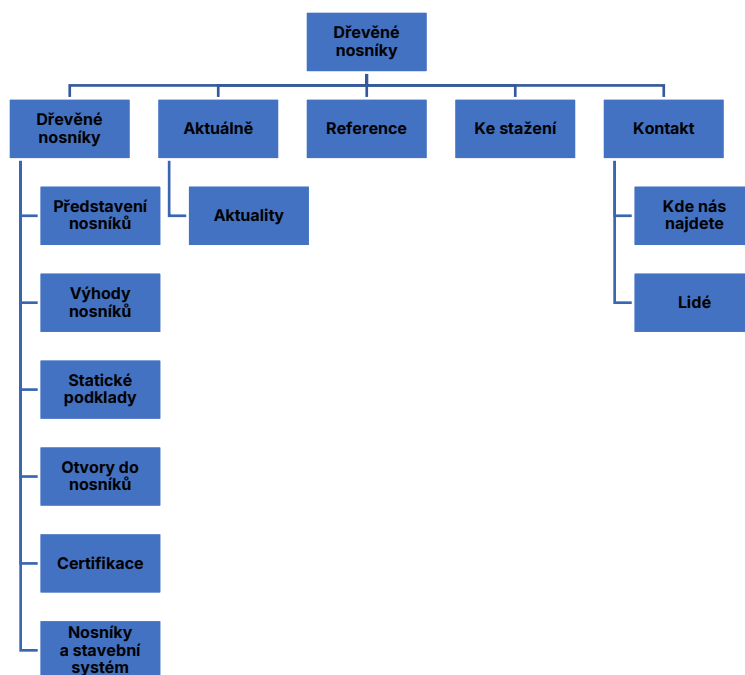 Dřevěné
nosníky
Dřevěné
nosníky
Aktuálně
Reference
Ke stažení
Kontakt
Představení
nosníků
Výhody
nosníků
Statické
podklady
Otvory do
nosníků
Certifikace
Nosníky
a stavební
systém
Aktuality
Kde nás
najdete
Lidé